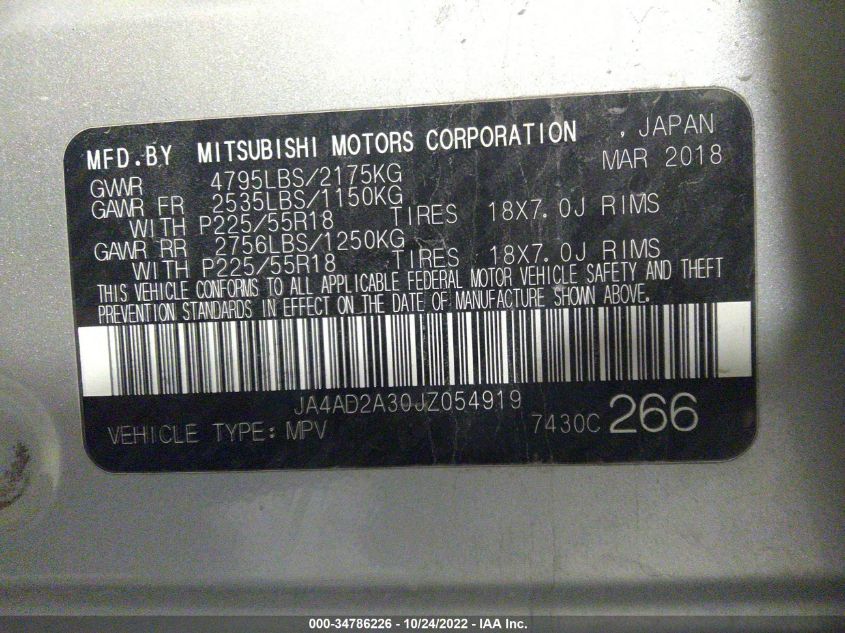 MFD.BY MITSUBISHI MOTORS CORPORATION , JAPAN
MAR 2018
GVWR 4795LBS/2175KG
GAWR FR 2535LBS/1150KG
WITH P225/55R18 TIRES 18X7.0J RIMS
GAWR RR 2756LBS/1250KG
WITH P225/55R18 TIRES 18X7.0J RIMS
THIS VEHICLE CONFORMS TO ALL APPLICABLE FEDERAL MOTOR VEHICLE SAFETY AND THEFT
PREVENTION STANDARDS IN EFFECT ON THE DATE OF MANUFACTURE SHOWN ABOVE.
JA4AD2A30JZ054919
VEHICLE TYPE: MPV 7430C 266
000-34786226 - 10/24/2022 - IAA Inc.